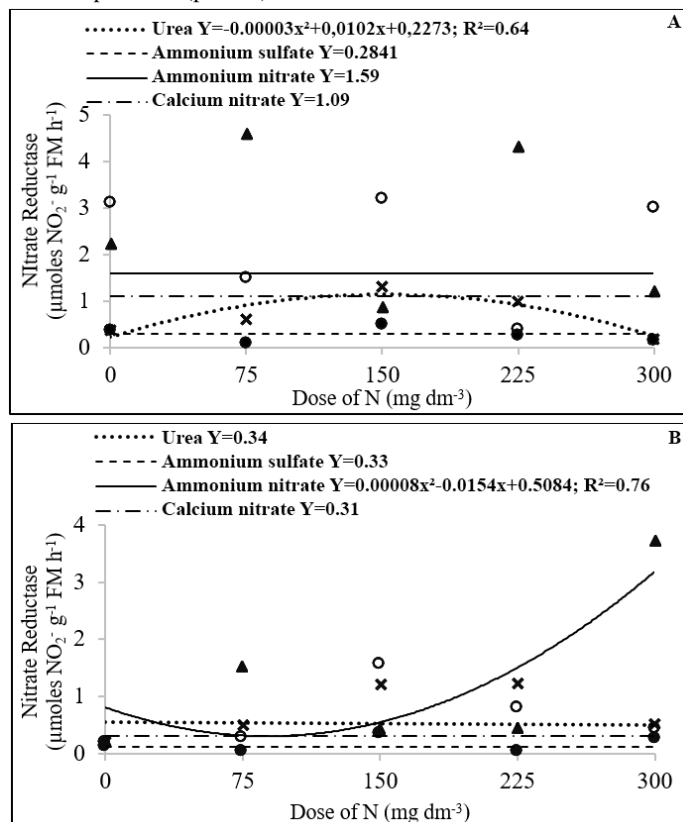 A
Urea Y=-0.00003x²+0,0102x+0,2273; R²=0.64
Ammonium sulfate Y=0.2841
Ammonium nitrate Y=1.59
Calcium nitrate Y=1.09
NItrate Reductase
(µmoles NO₂⁻ g⁻¹ FM h⁻¹)
5
4
3
2
1
0
0 75 150 225 300
Dose of N (mg dm⁻³)
B
Urea Y=0.34
Ammonium sulfate Y=0.33
Ammonium nitrate Y=0.00008x²-0.0154x+0.5084; R²=0.76
Calcium nitrate Y=0.31
Nitrate Reductase
(µmoles NO₂⁻ g⁻¹ FM h⁻¹)
4
3
2
1
0
0 75 150 225 300
Dose of N (mg dm⁻³)